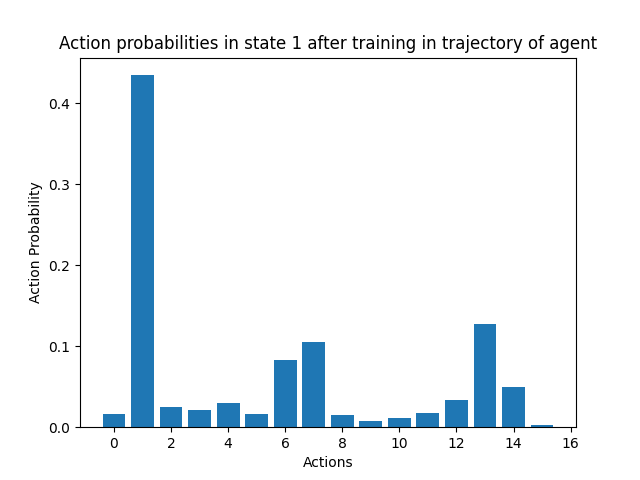 Action probabilities in state 1 after training in trajectory of agent
0.4
0.3
0.2
0.1
0.0
Action Probability
0 2 4 6 8 10 12 14 16
Actions